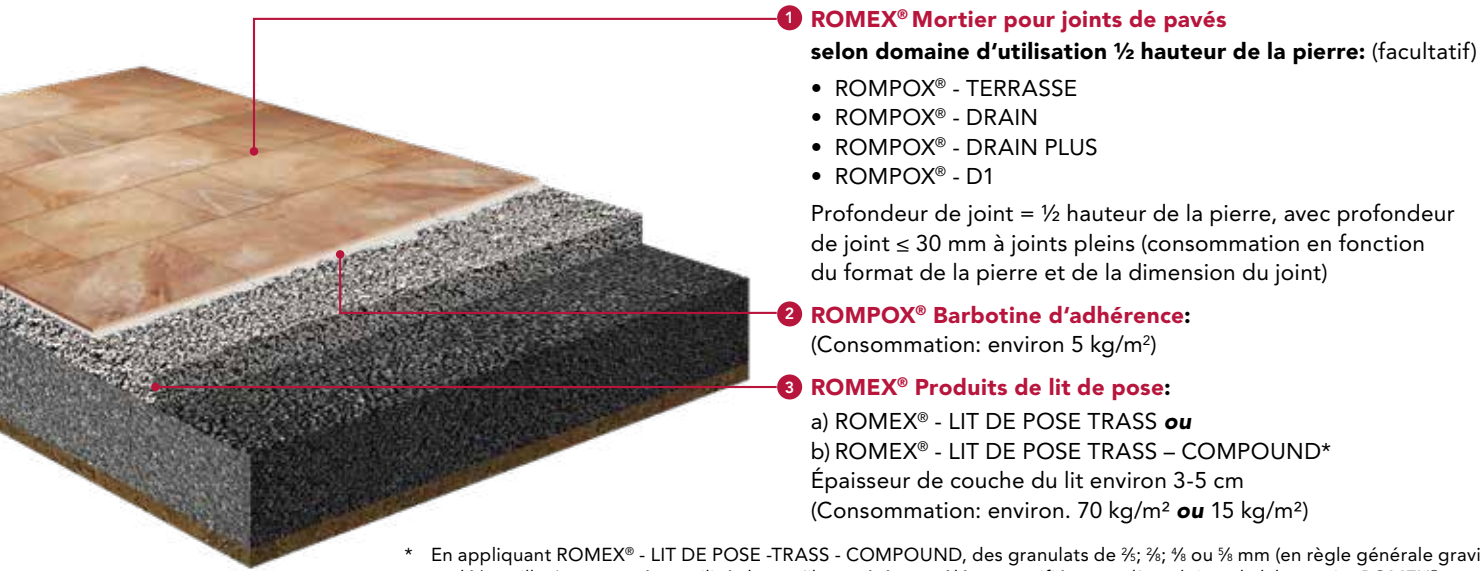 1 ROMEX® Mortier pour joints de pavés
selon domaine d'utilisation ½ hauteur de la pierre: (facultatif)
• ROMPOX® - TERRASSE
• ROMPOX® - DRAIN
• ROMPOX® - DRAIN PLUS
• ROMPOX® - D1
Profondeur de joint = ½ hauteur de la pierre, avec profondeur
de joint ≤ 30 mm à joints pleins (consommation en fonction
du format de la pierre et de la dimension du joint)
2 ROMPOX® Barbotine d'adhérence:
(Consommation: environ 5 kg/m²)
3 ROMEX® Produits de lit de pose:
a) ROMEX® - LIT DE POSE TRASS ou
b) ROMEX® - LIT DE POSE TRASS – COMPOUND*
Épaisseur de couche du lit environ 3-5 cm
(Consommation: environ. 70 kg/m² ou 15 kg/m²)
* En appliquant ROMEX® - LIT DE POSE -TRASS - COMPOUND, des granulats de ⅖; ²⁄₈; ⁴⁄₈ ou ⅝ mm (en règle générale gravi